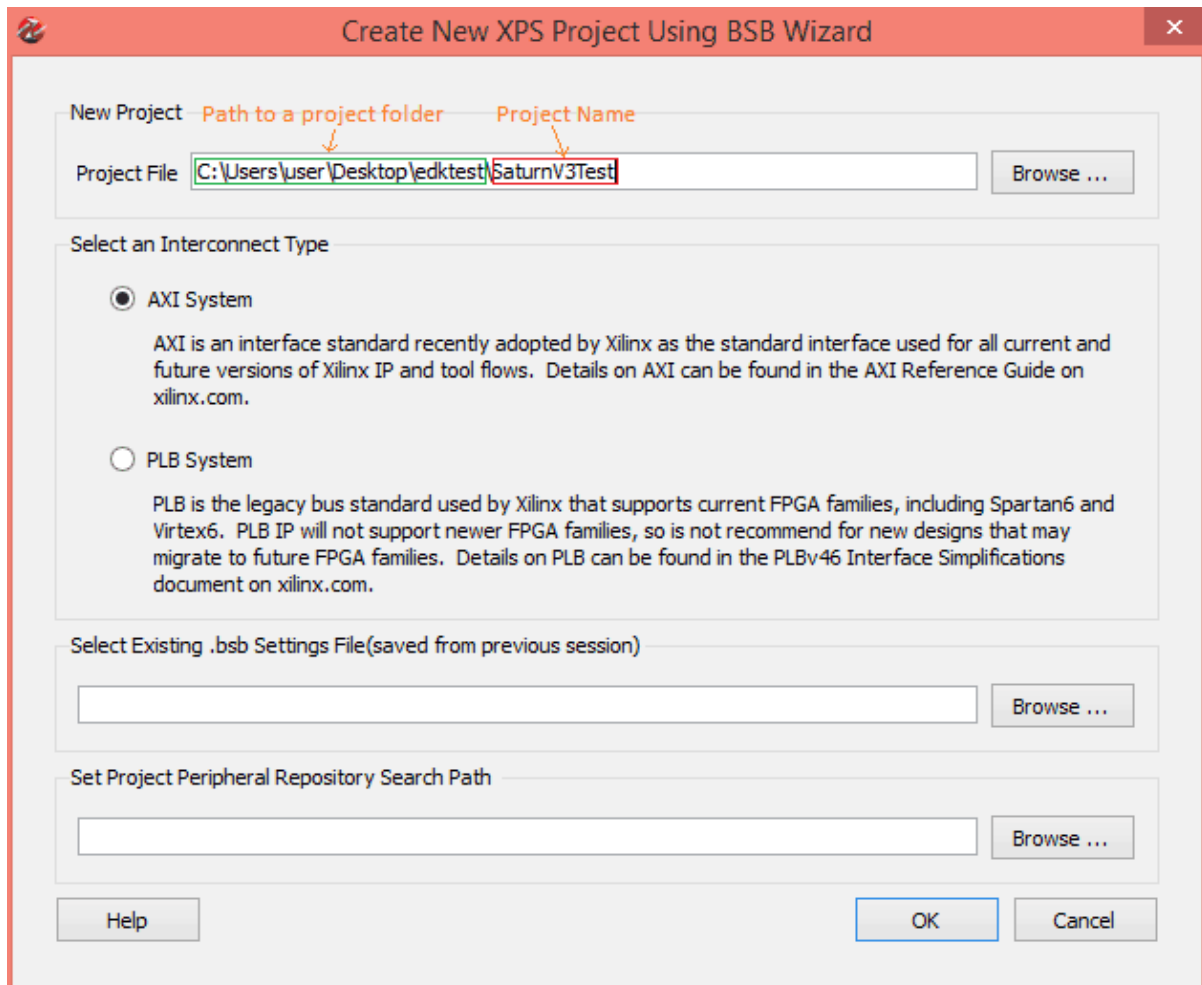 Create New XPS Project Using BSB Wizard
New Project Path to a project folder Project Name
Project File C:\Users\user\Desktop\edktest\SaturnV3Test Browse ...
Select an Interconnect Type
AXI System
AXI is an interface standard recently adopted by Xilinx as the standard interface used for all current and
future versions of Xilinx IP and tool flows. Details on AXI can be found in the AXI Reference Guide on
xilinx.com.
PLB System
PLB is the legacy bus standard used by Xilinx that supports current FPGA families, including Spartan6 and
Virtex6. PLB IP will not support newer FPGA families, so is not recommend for new designs that may
migrate to future FPGA families. Details on PLB can be found in the PLBv46 Interface Simplifications
document on xilinx.com.
Select Existing .bsb Settings File(saved from previous session)
Browse ...
Set Project Peripheral Repository Search Path
Browse ...
Help OK Cancel